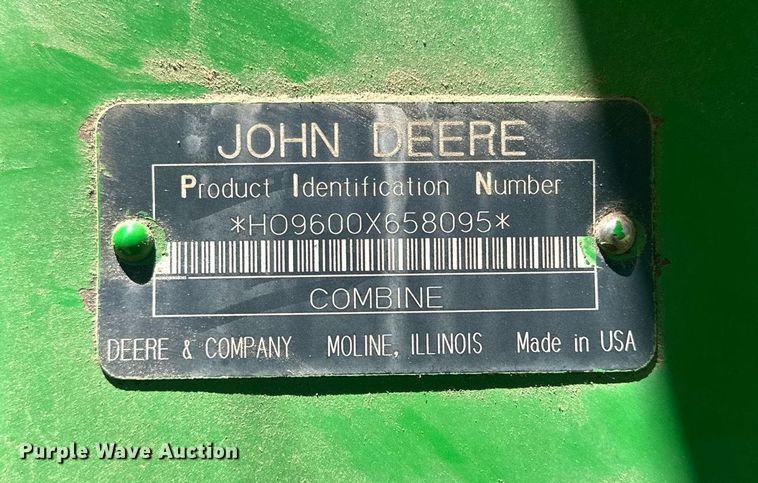 JOHN DEERE
Product Identification Number
*HO9600X658095*
COMBINE
DEERE & COMPANY MOLINE, ILLINOIS Made in USA
Purple Wave Auction